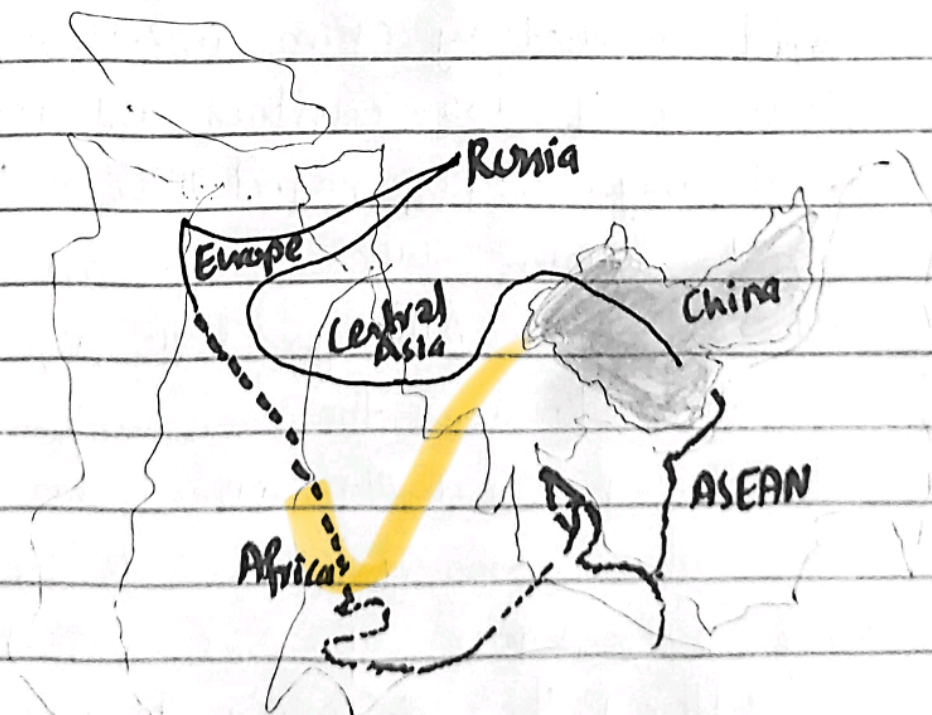 Russia
Europe
China
Central
Asia
ASEAN
Africa